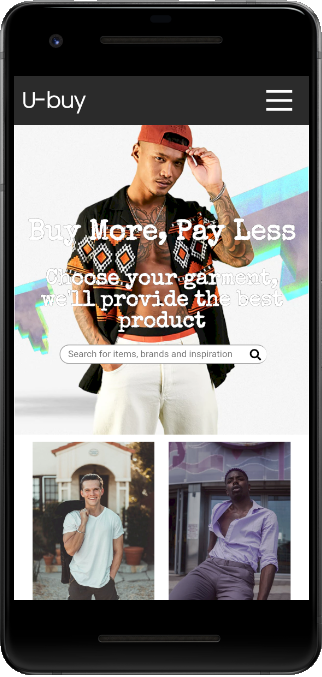 U-buy
Buy More, Pay Less
Choose your garment,
we'll provide the best
product
Search for items, brands and inspiration